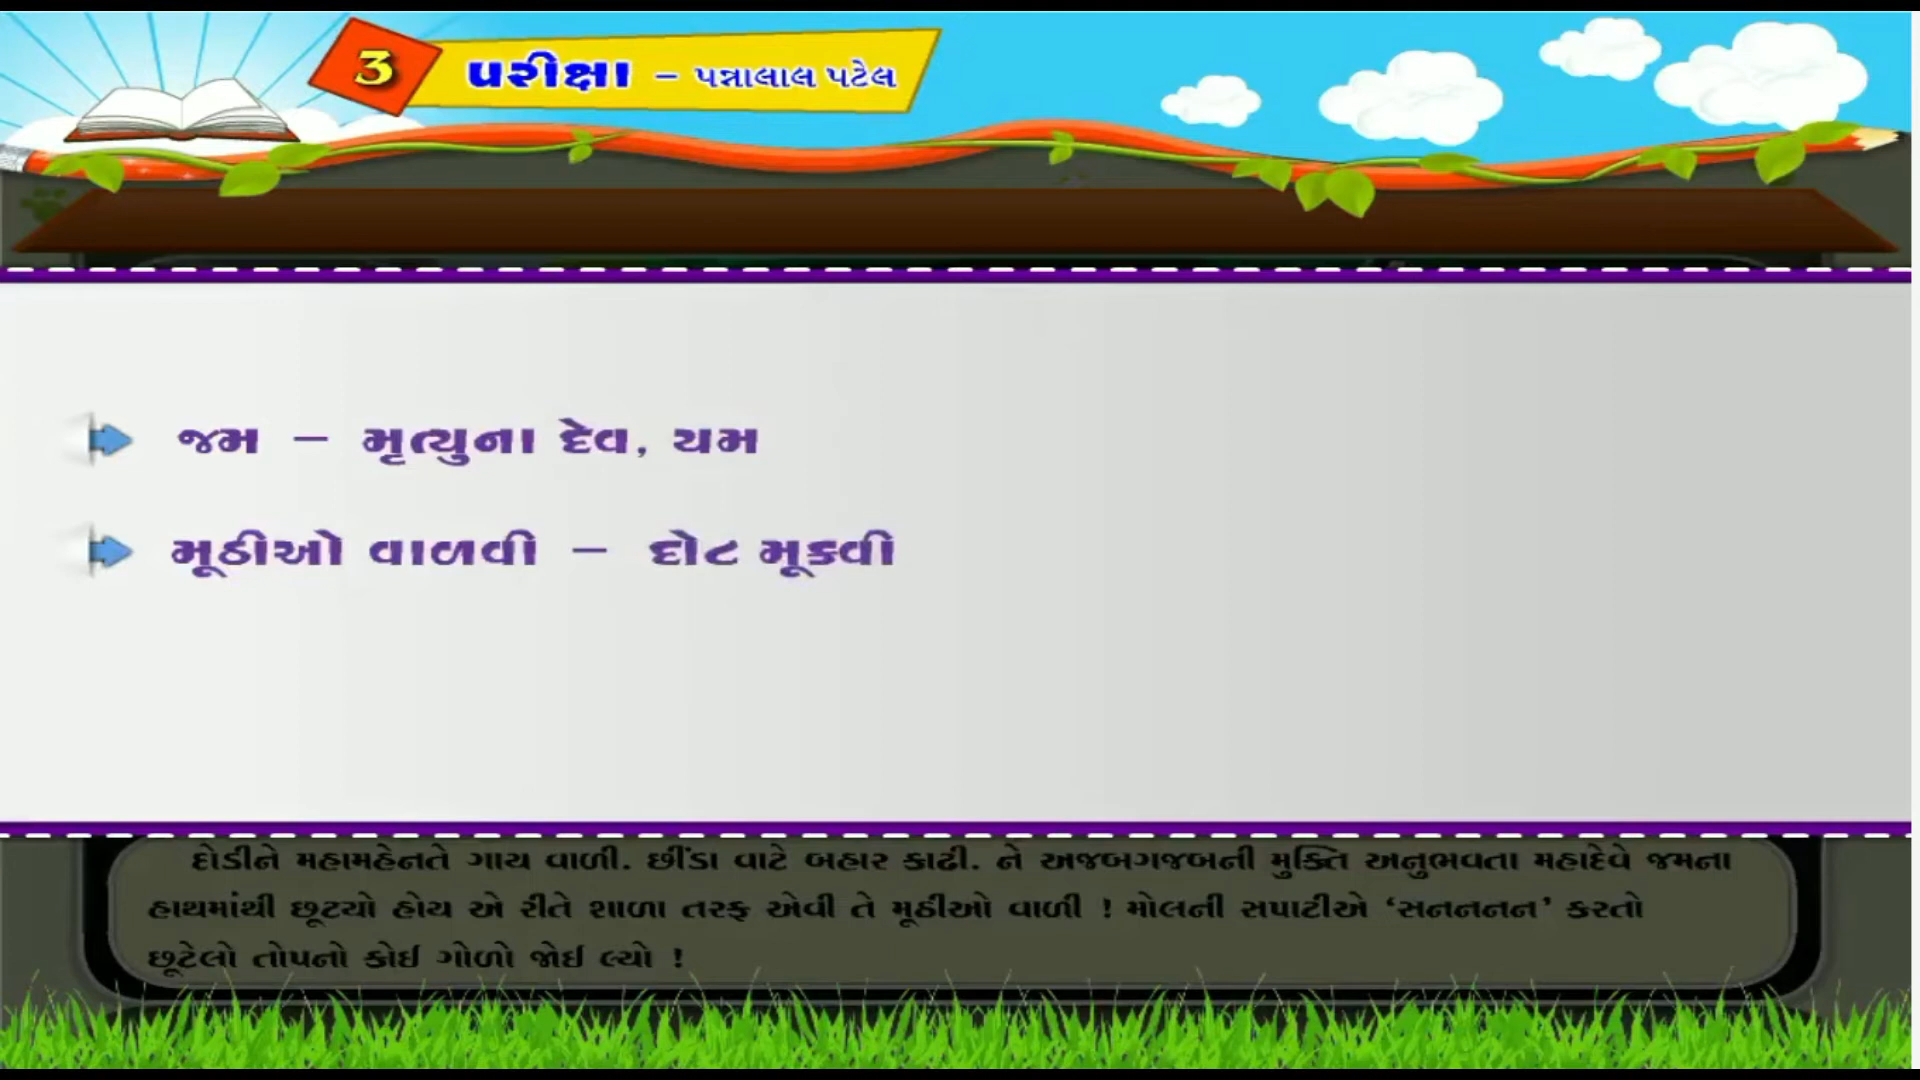 3 પરીક્ષા – પન્નાલાલ પટેલ
જમ – મૃત્યુના દેવ, યમ
મૂઠીઓ વાળવી – દોટ મૂકવી
દોડીને મહામહેનતે ગાય વાળી. છીંડા વાટે બહાર કાઢી. ને અજબગજબની મુક્તિ અનુભવતા મહાદેવે જમના
હાથમાંથી છૂટયો હોય એ રીતે શાળા તરફ એવી તે મૂઠીઓ વાળી ! મોલની સપાટીએ ‘સનનનન’ કરતો
છૂટેલો તોપનો કોઈ ગોળો જોઈ લ્યો !